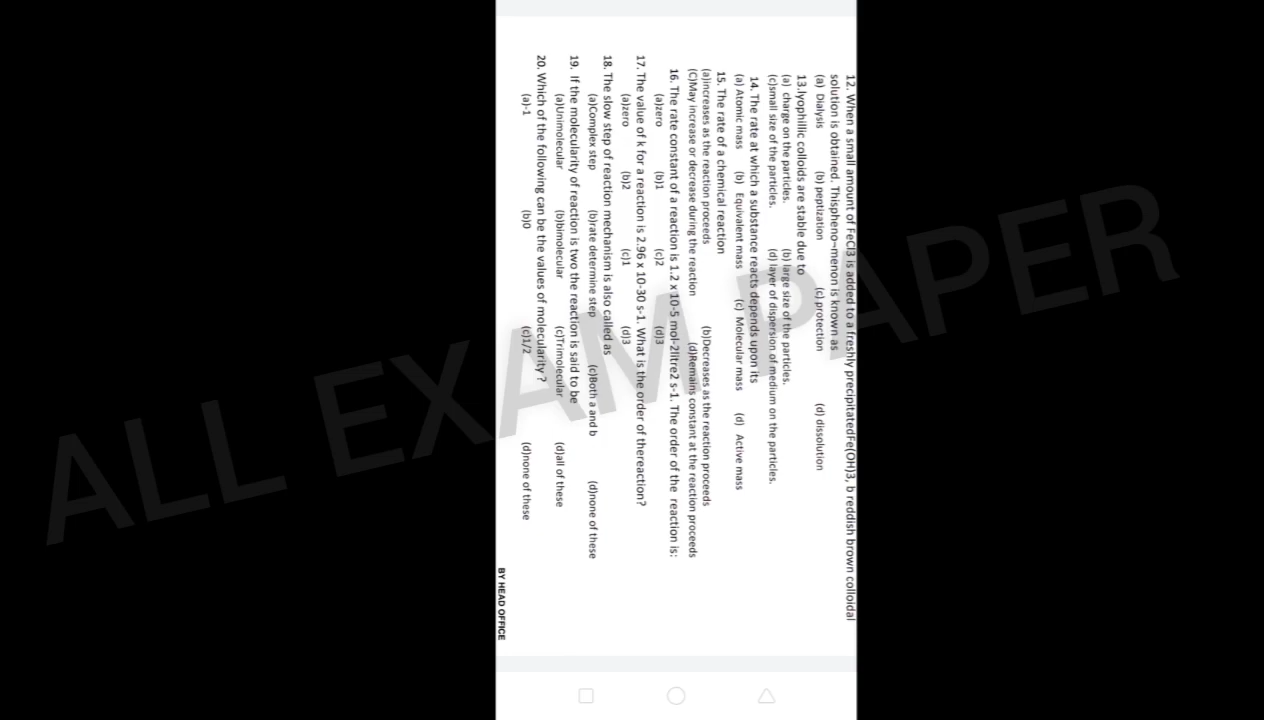 12. When a small amount of FeCl3 is added to a freshly precipitatedFe(OH)3, b reddish brown colloidal
solution is obtained. Thispheno¬menon is known as
(a) Dialysis (b) peptization (c) protection (d) dissolution
13.lyophillic colloids are stable due to
(a) charge on the particles. (b) large size of the particles.
(c)small size of the particles. (d) layer of dispersion of medium on the particles.
14. The rate at which a substance reacts depends upon its
(a) Atomic mass (b) Equivalent mass (c) Molecular mass (d) Active mass
15. The rate of a chemical reaction
(a)increases as the reaction proceeds (b)Decreases as the reaction proceeds
(C)May increase or decrease during the reaction (d)Remains constant at the reaction proceeds
16. The rate constant of a reaction is 1.2 x 10-5 mol-2litre2 s-1. The order of the reaction is:
(a)zero (b)1 (c)2 (d)3
17. The value of k for a reaction is 2.96 x 10-30 s-1. What is the order of thereaction?
(a)zero (b)2 (c)1 (d)3
18. The slow step of reaction mechanism is also called as
(a)Complex step (b)rate determine step (c)Both a and b (d)none of these
19. If the molecularity of reaction is two the reaction is said to be
(a)Unimolecular (b)bimolecular (c)Trimolecular (d)all of these
20. Which of the following can be the values of molecularity ?
(a)-1 (b)0 (c)1/2 (d)none of these
BY HEAD OFFICE
ALL EXAM PAPER